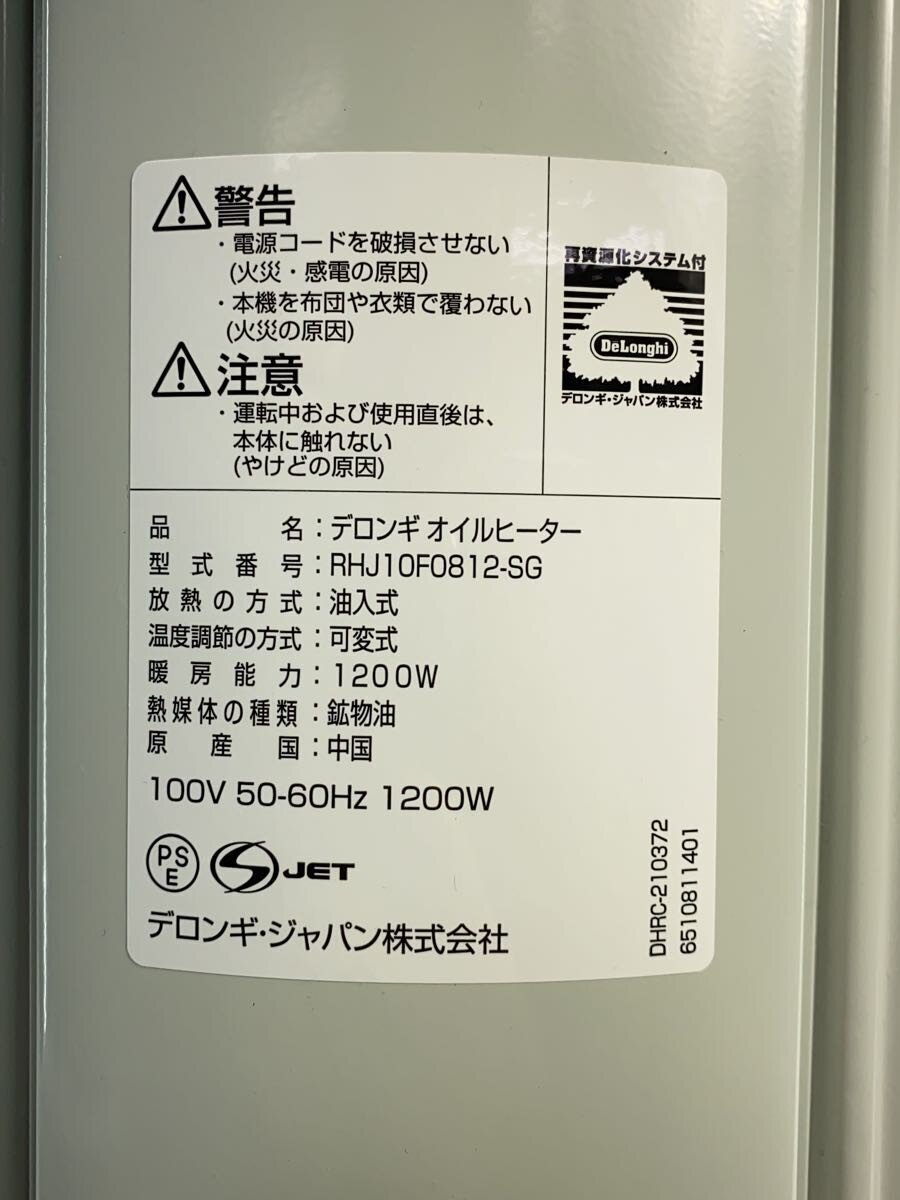 警告
・電源コードを破損させない
(火災・感電の原因)
・本機を布団や衣類で覆わない
(火災の原因)
注意
・運転中および使用直後は、
本体に触れない
(やけどの原因)
再資源化システム付
DeLonghi
デロンギ・ジャパン株式会社
品名：デロンギ オイルヒーター
型式番号：RHJ10F0812-SG
放熱の方式：油入式
温度調節の方式：可変式
暖房能力：1200W
熱媒体の種類：鉱物油
原産国：中国
100V 50-60Hz 1200W
PSE
S JET
デロンギ・ジャパン株式会社
DHRC-210372
6510811401